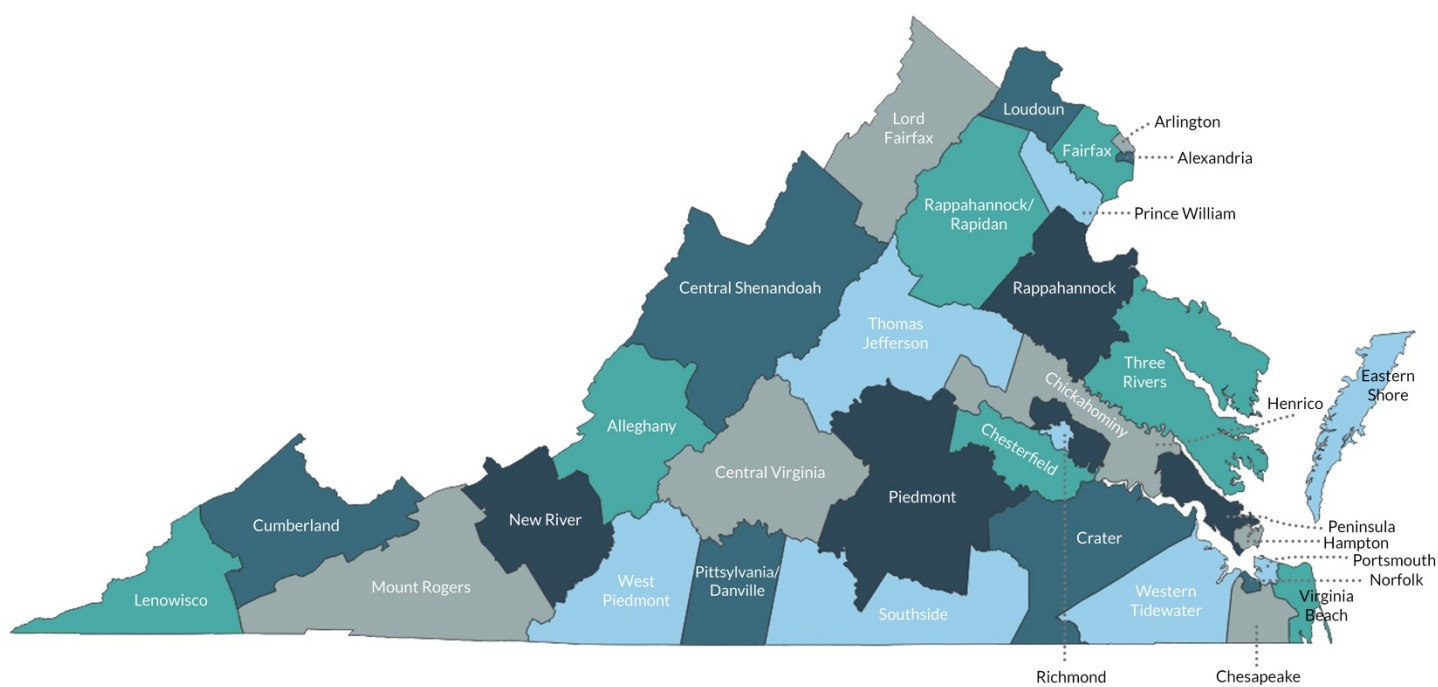 Lord
Fairfax
Loudoun
Arlington
Fairfax
Alexandria
Rappahannock/
Rapidan
Prince William
Central Shenandoah
Rappahannock
Thomas
Jefferson
Three
Rivers
Eastern
Shore
Chickahominy
Henrico
Alleghany
Chesterfield
Central Virginia
Piedmont
New River
Cumberland
Peninsula
Crater
Hampton
Portsmouth
Norfolk
Pittsylvania/
Danville
West
Piedmont
Mount Rogers
Lenowisco
Western
Tidewater
Virginia
Beach
Southside
Richmond
Chesapeake